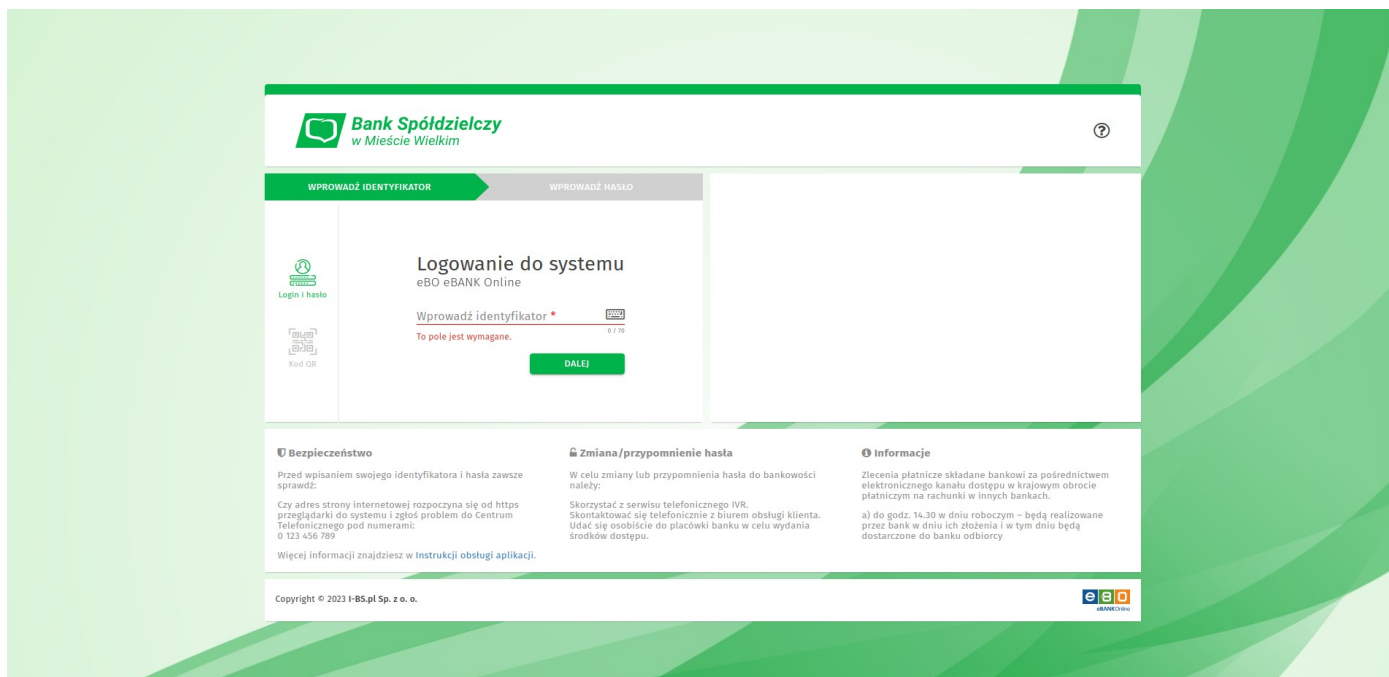 Bank Spółdzielczy
w Mieście Wielkim
WPROWADŹ IDENTYFIKATOR
WPROWADŹ HASŁO
Login i hasło
Kod QR
Logowanie do systemu
eBO eBANK Online
Wprowadź identyfikator *
0 / 70
To pole jest wymagane.
DALEJ
Bezpieczeństwo
Przed wpisaniem swojego identyfikatora i hasła zawsze
sprawdź:
Czy adres strony internetowej rozpoczyna się od https
przeglądarki do systemu i zgłoś problem do Centrum
Telefonicznego pod numerami:
0 123 456 789
Więcej informacji znajdziesz w Instrukcji obsługi aplikacji.
Zmiana/przypomnienie hasła
W celu zmiany lub przypomnienia hasła do bankowości
należy:
Skorzystać z serwisu telefonicznego IVR.
Skontaktować się telefonicznie z biurem obsługi klienta.
Udać się osobiście do placówki banku w celu wydania
środków dostępu.
Informacje
Zlecenia płatnicze składane bankowi za pośrednictwem
elektronicznego kanału dostępu w krajowym obrocie
płatniczym na rachunki w innych bankach.
a) do godz. 14.30 w dniu roboczym – będą realizowane
przez bank w dniu ich złożenia i w tym dniu będą
dostarczone do banku odbiorcy
Copyright © 2023 I-BS.pl Sp. z o. o.
eBO
eBANKOnline